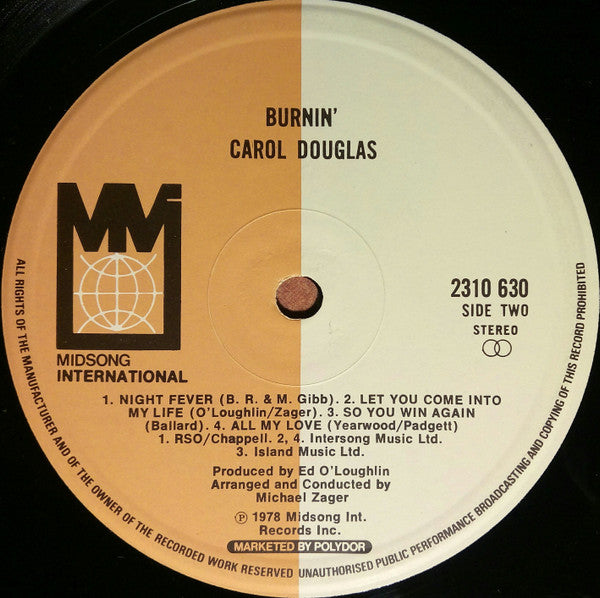 BURNIN'
CAROL DOUGLAS
MM
MIDSONG
INTERNATIONAL
2310 630
SIDE TWO
STEREO
1. NIGHT FEVER (B. R. & M. Gibb). 2. LET YOU COME INTO
MY LIFE (O'Loughlin/Zager). 3. SO YOU WIN AGAIN
(Ballard). 4. ALL MY LOVE (Yearwood/Padgett)
1. RSO/Chappell. 2, 4. Intersong Music Ltd.
3. Island Music Ltd.
Produced by Ed O'Loughlin
Arranged and Conducted by
Michael Zager
Ⓟ 1978 Midsong Int.
Records Inc.
MARKETED BY POLYDOR
ALL RIGHTS OF THE MANUFACTURER AND OF THE OWNER OF THE RECORDED WORK RESERVED UNAUTHORISED PUBLIC PERFORMANCE BROADCASTING AND COPYING OF THIS RECORD PROHIBITED